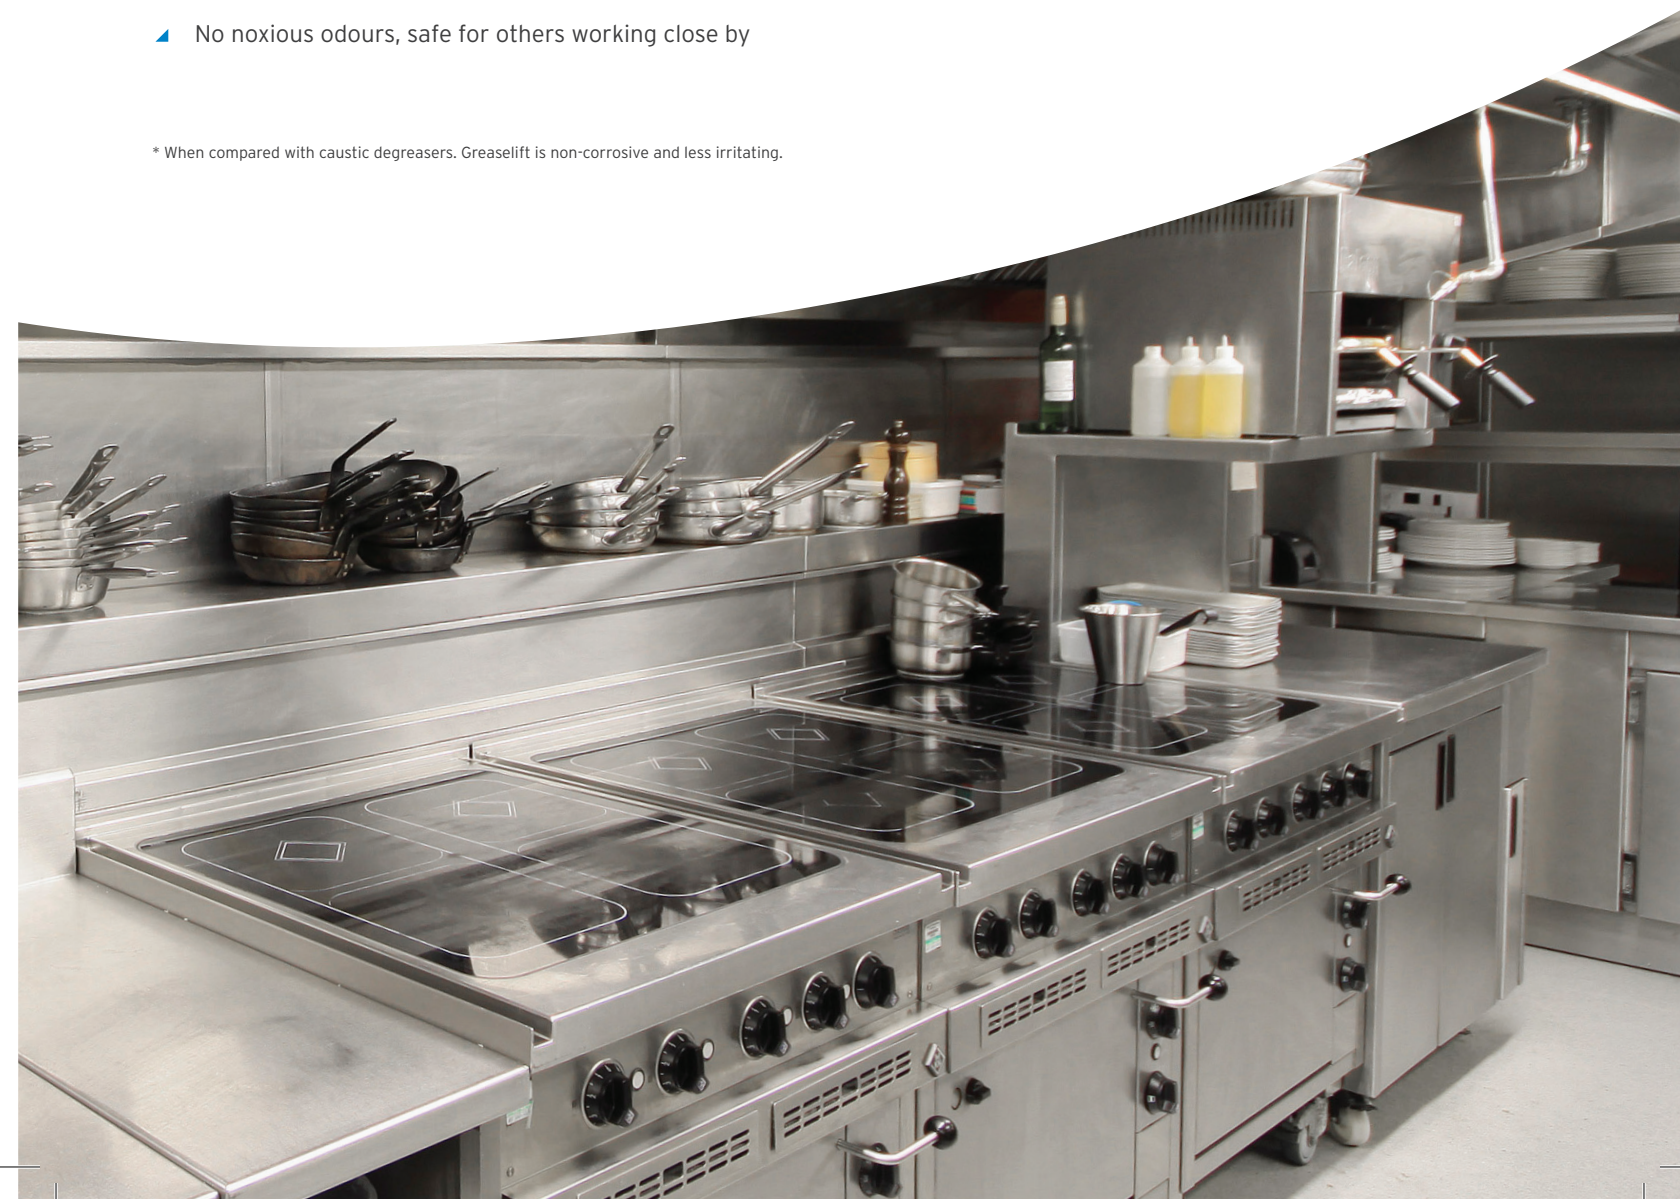 No noxious odours, safe for others working close by
* When compared with caustic degreasers. Greaselift is non-corrosive and less irritating.